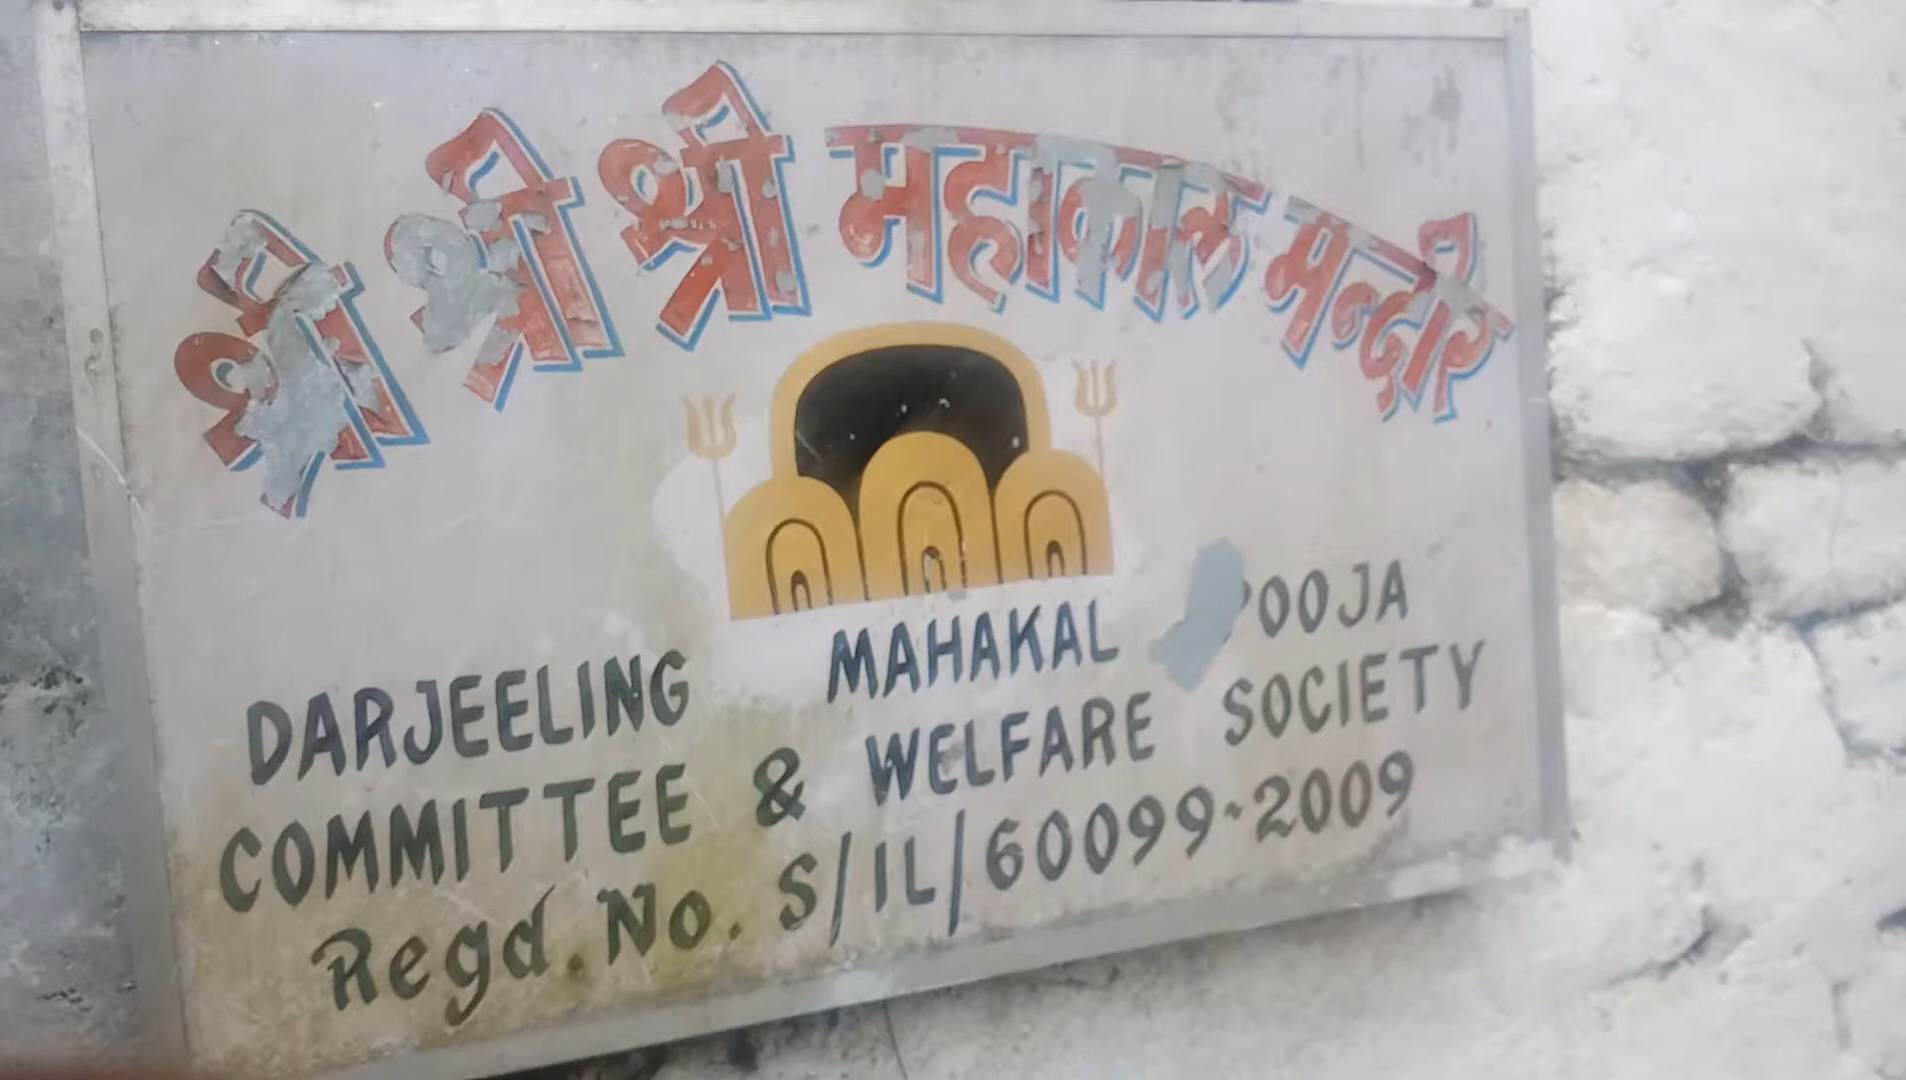 श्री श्री श्री महाकाल मन्दीर
DARJEELING MAHAKAL POOJA
COMMITTEE & WELFARE SOCIETY
Regd. No. S/IL/60099-2009